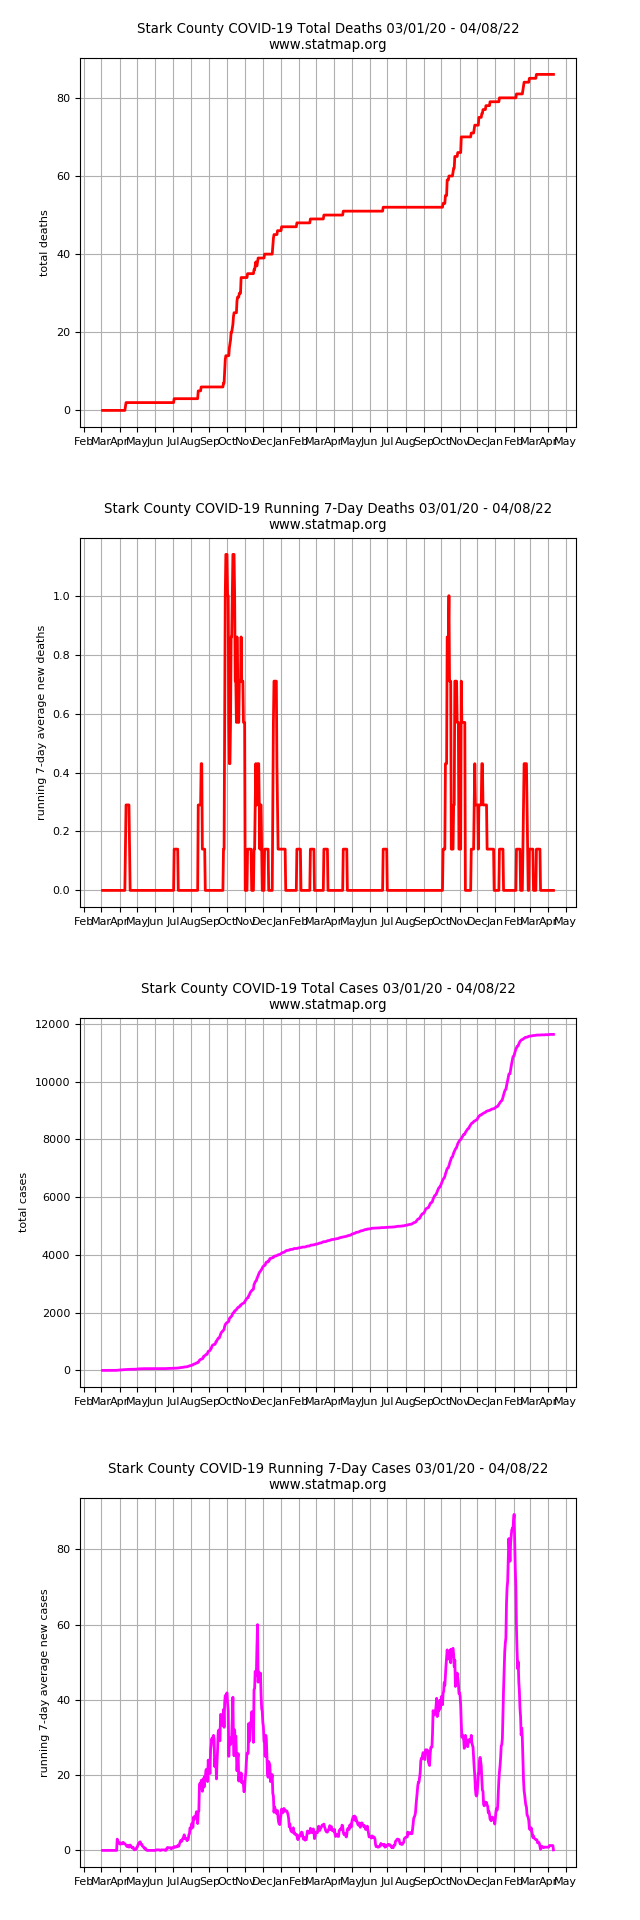 Stark County COVID-19 Total Deaths 03/01/20 - 04/08/22
www.statmap.org
total deaths
80
60
40
20
0
Feb Mar Apr May Jun Jul Aug Sep Oct Nov Dec Jan Feb Mar Apr May Jun Jul Aug Sep Oct Nov Dec Jan Feb Mar Apr May
Stark County COVID-19 Running 7-Day Deaths 03/01/20 - 04/08/22
www.statmap.org
running 7-day average new deaths
1.0
0.8
0.6
0.4
0.2
0.0
Feb Mar Apr May Jun Jul Aug Sep Oct Nov Dec Jan Feb Mar Apr May Jun Jul Aug Sep Oct Nov Dec Jan Feb Mar Apr May
Stark County COVID-19 Total Cases 03/01/20 - 04/08/22
www.statmap.org
total cases
12000
10000
8000
6000
4000
2000
0
Feb Mar Apr May Jun Jul Aug Sep Oct Nov Dec Jan Feb Mar Apr May Jun Jul Aug Sep Oct Nov Dec Jan Feb Mar Apr May
Stark County COVID-19 Running 7-Day Cases 03/01/20 - 04/08/22
www.statmap.org
running 7-day average new cases
80
60
40
20
0
Feb Mar Apr May Jun Jul Aug Sep Oct Nov Dec Jan Feb Mar Apr May Jun Jul Aug Sep Oct Nov Dec Jan Feb Mar Apr May